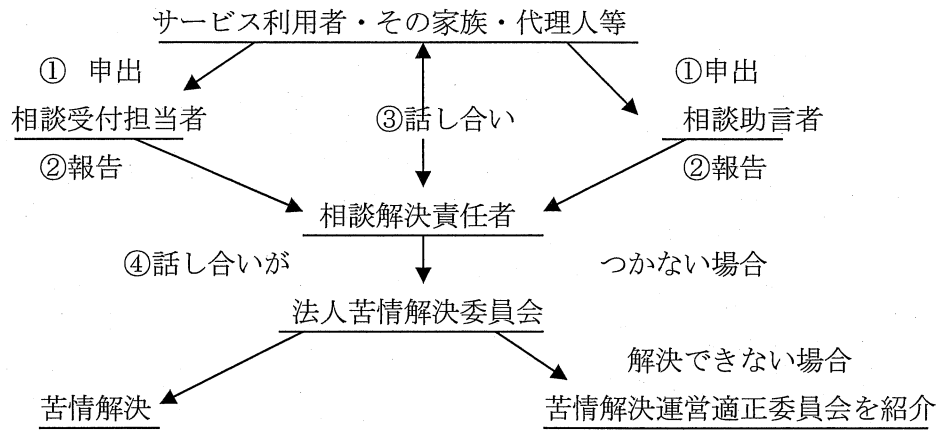 サービス利用者・その家族・代理人等
① 申出
①申出
相談受付担当者
③話し合い
相談助言者
②報告
②報告
相談解決責任者
④話し合いが
つかない場合
法人苦情解決委員会
解決できない場合
苦情解決
苦情解決運営適正委員会を紹介